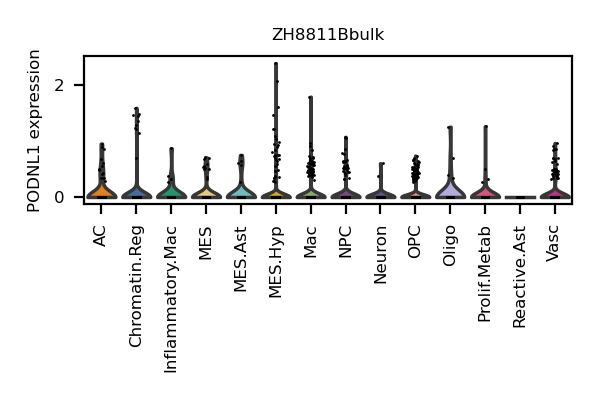 ZH8811Bbulk
PODNL1 expression
2
0
AC
Chromatin.Reg
Inflammatory.Mac
MES
MES.Ast
MES.Hyp
Mac
NPC
Neuron
OPC
Oligo
Prolif.Metab
Reactive.Ast
Vasc